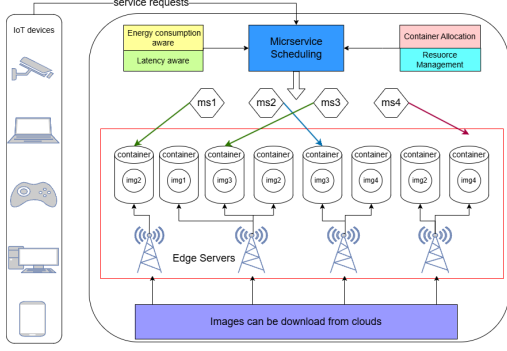 service requests
IoT devices
Energy consumption
aware
Latency aware
Micrservice
Scheduling
Container Allocation
Resuorce
Management
ms1
ms2
ms3
ms4
container
container
container
container
container
container
container
container
img2
img1
img3
img2
img3
img4
img2
img4
Edge Servers
Images can be download from clouds